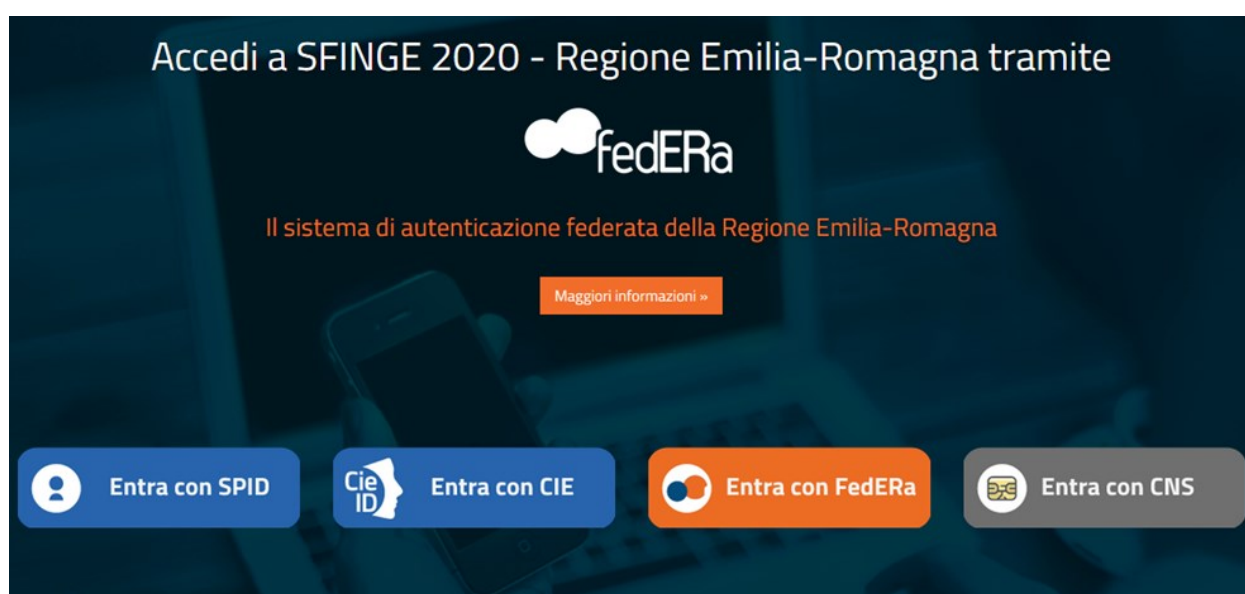 Accedi a SFINGE 2020 - Regione Emilia-Romagna tramite
fedERa
Il sistema di autenticazione federata della Regione Emilia-Romagna
Maggiori informazioni »
Entra con SPID
Cie
ID
Entra con CIE
Entra con FedERa
Entra con CNS